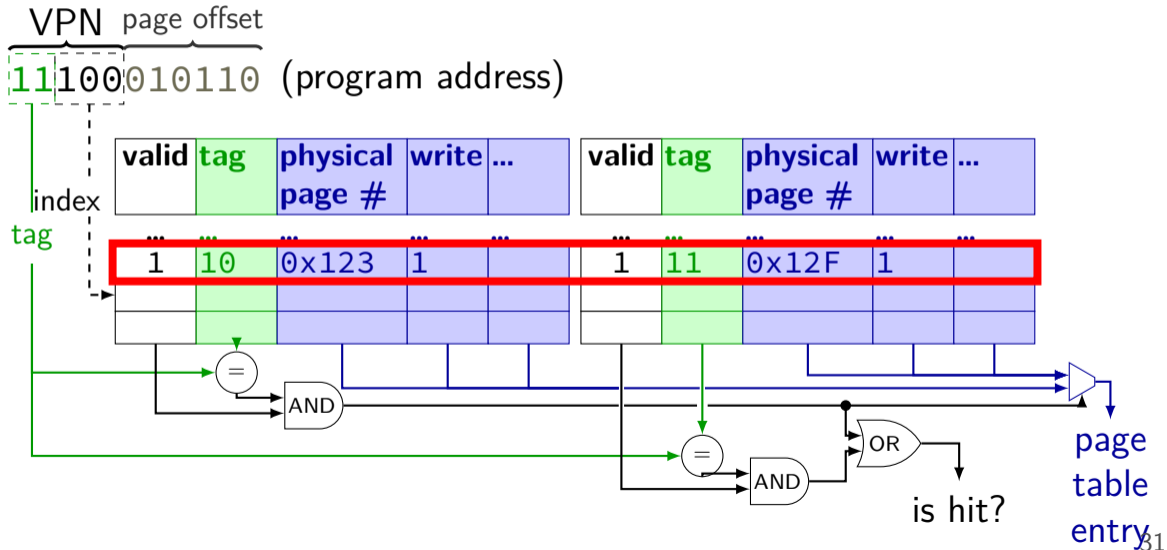 VPN page offset
11100010110 (program address)
valid tag physical page # write ... valid tag physical page # write ...
index
tag
... ... ... ... ... ... ... ... ... ...
1 10 0x123 1 1 11 0x12F 1
=
AND
=
AND
OR
is hit?
page
table
entry
31